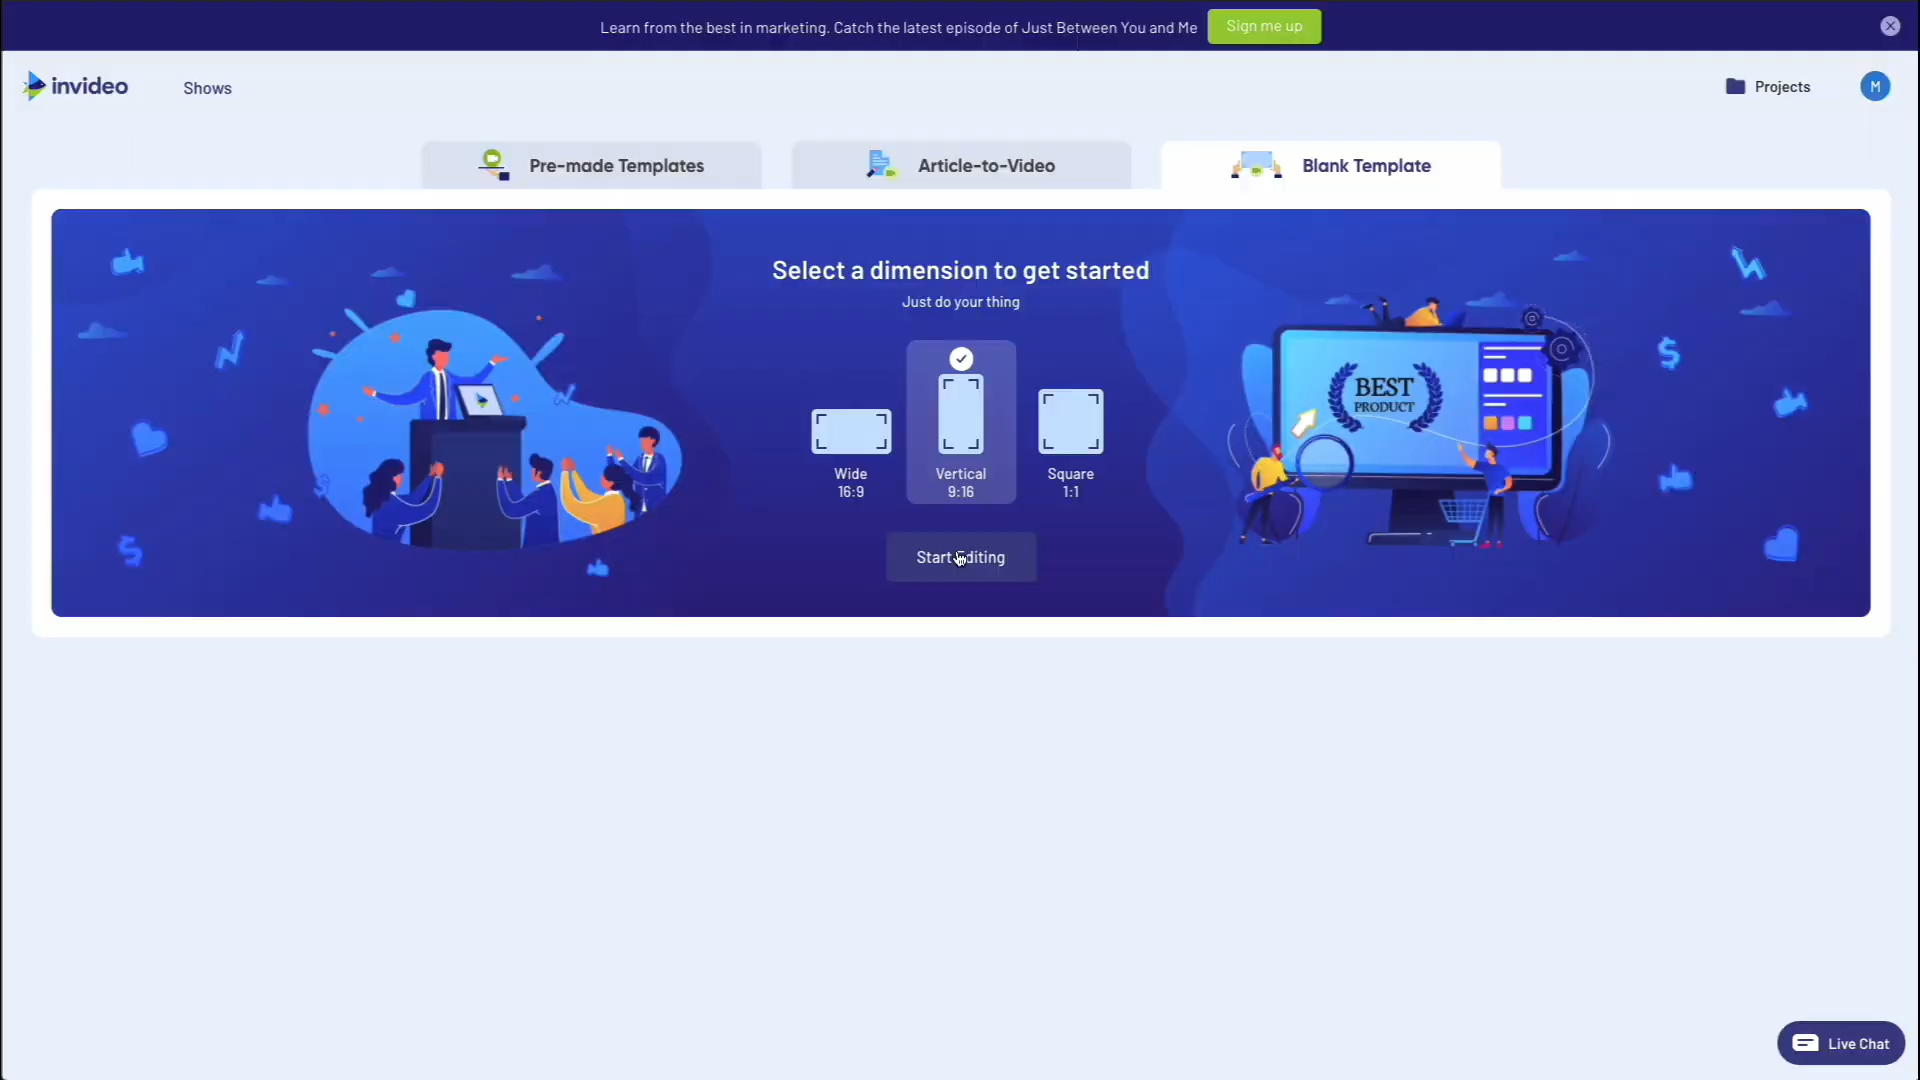 Learn from the best in marketing. Catch the latest episode of Just Between You and Me
Sign me up
invideo
Shows
Projects
M
Pre-made Templates
Article-to-Video
Blank Template
Select a dimension to get started
Just do your thing
BEST
PRODUCT
Wide
16:9
Vertical
9:16
Square
1:1
Start Editing
Live Chat